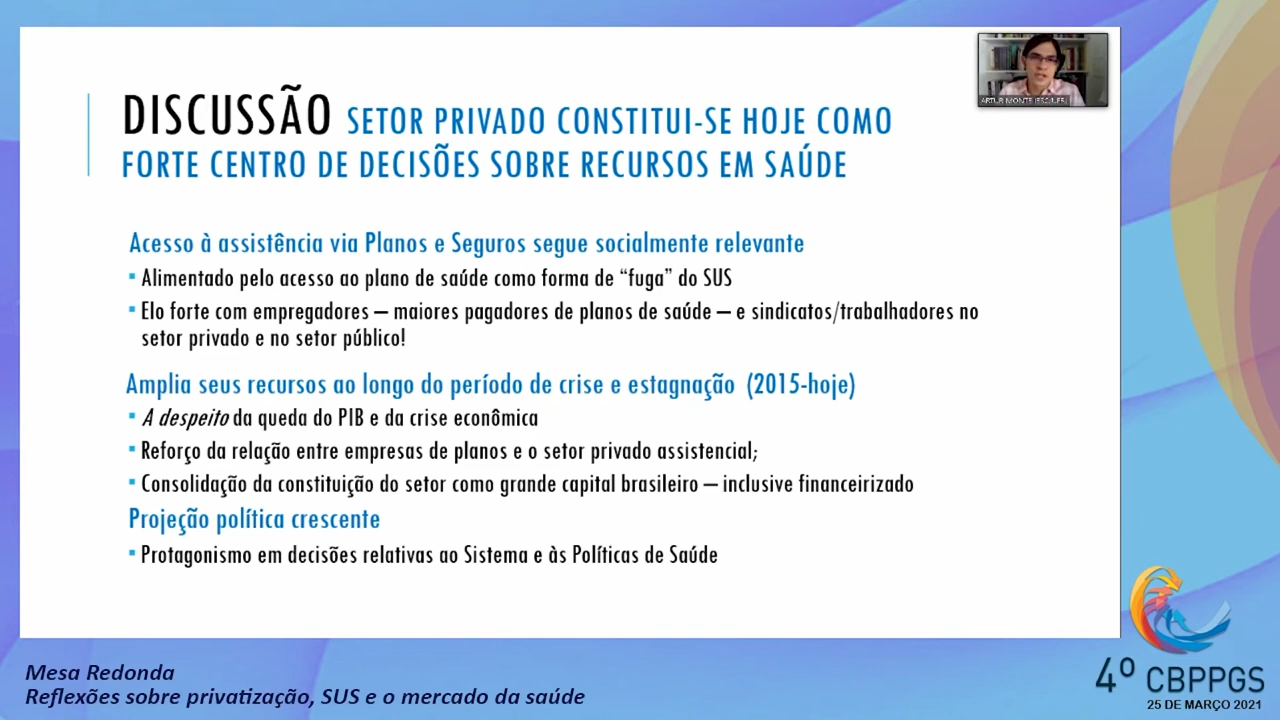 DISCUSSÃO SETOR PRIVADO CONSTITUI-SE HOJE COMO
FORTE CENTRO DE DECISÕES SOBRE RECURSOS EM SAÚDE
Acesso à assistência via Planos e Seguros segue socialmente relevante
▪ Alimentado pelo acesso ao plano de saúde como forma de “fuga” do SUS
▪ Elo forte com empregadores – maiores pagadores de planos de saúde – e sindicatos/trabalhadores no
setor privado e no setor público!
Amplia seus recursos ao longo do período de crise e estagnação (2015-hoje)
▪ A despeito da queda do PIB e da crise econômica
▪ Reforço da relação entre empresas de planos e o setor privado assistencial;
▪ Consolidação da constituição do setor como grande capital brasileiro – inclusive financeirizado
Projeção política crescente
▪ Protagonismo em decisões relativas ao Sistema e às Políticas de Saúde
ARTUR
Mesa Redonda
Reflexões sobre privatização, SUS e o mercado da saúde
4º CBPPGS
25 DE MARÇO 2021